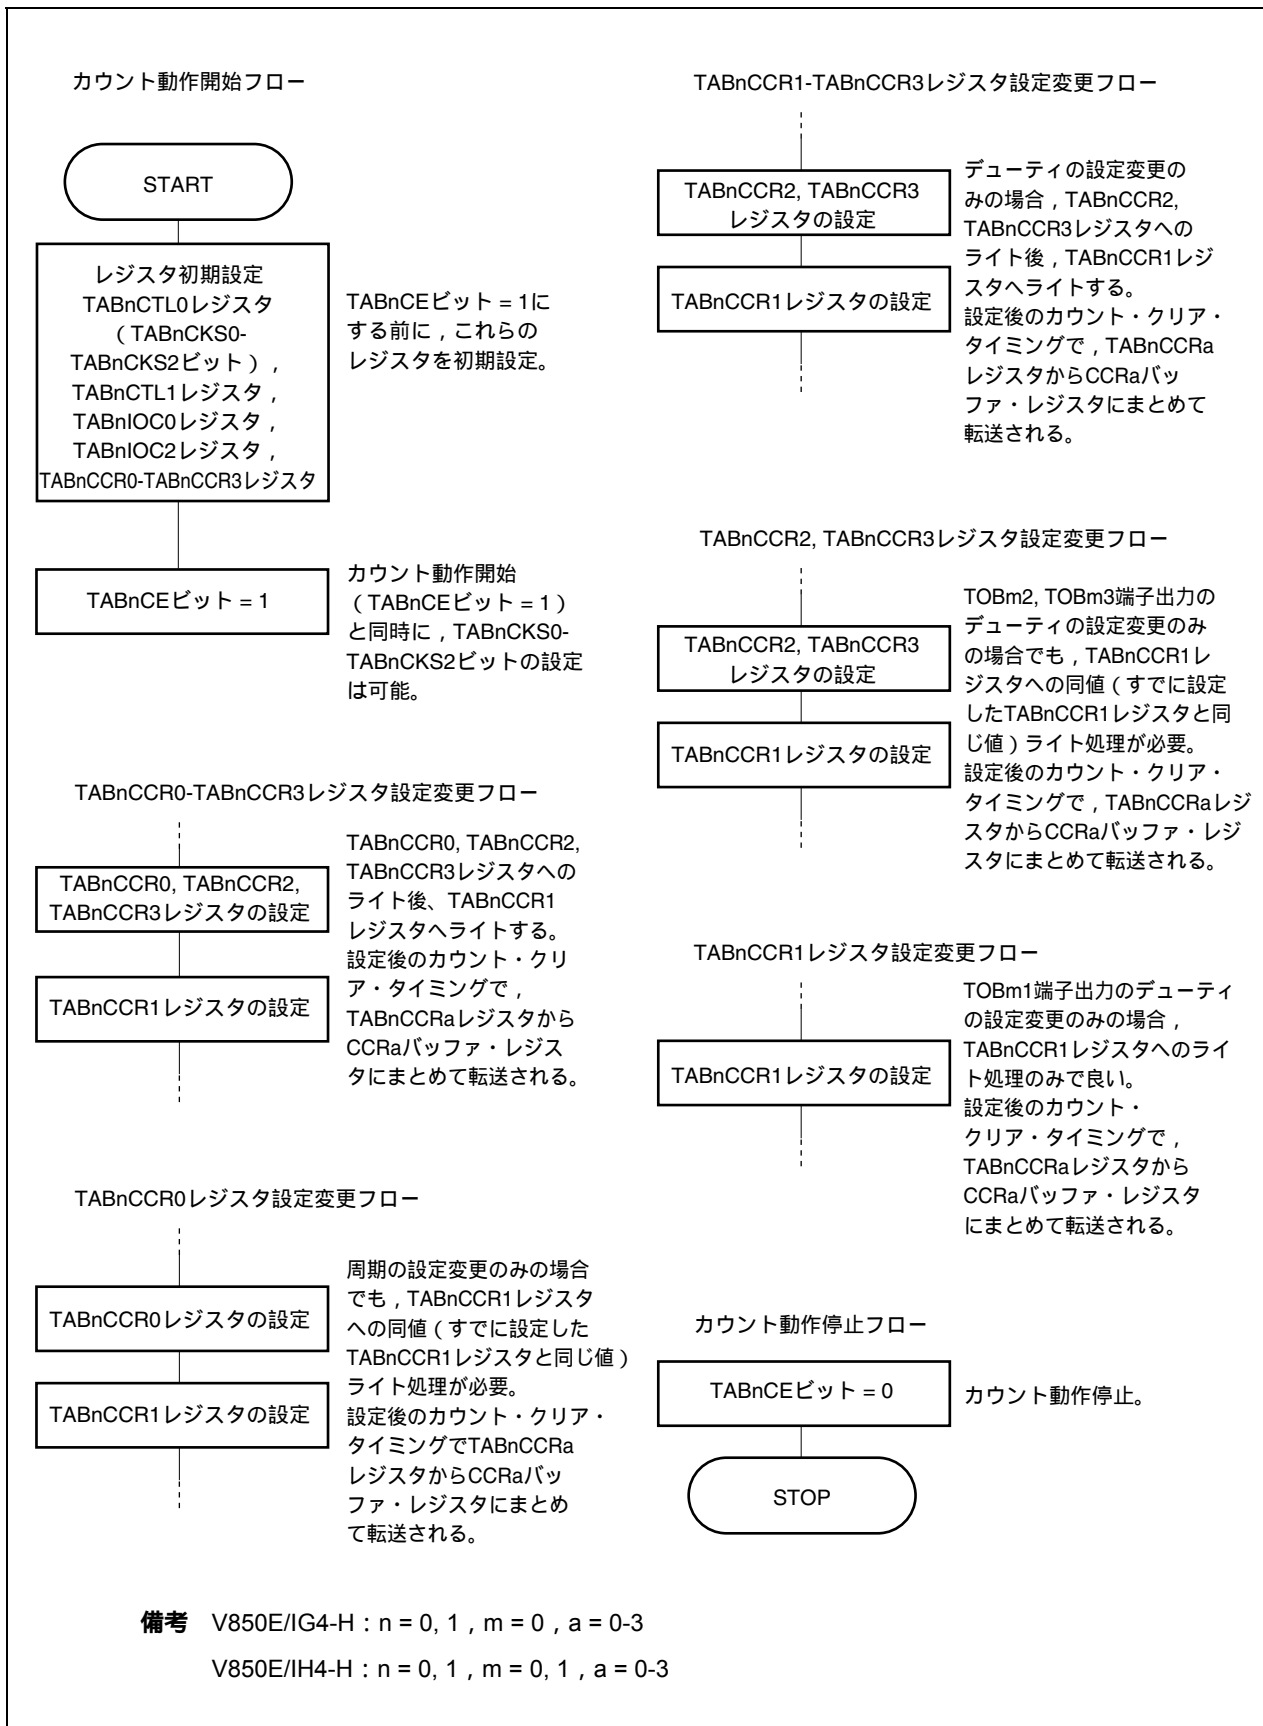 カウント動作開始フロー
START
レジスタ初期設定
TABnCTL0レジスタ
（TABnCKS0-
TABnCKS2ビット），
TABnCTL1レジスタ，
TABnIOC0レジスタ，
TABnIOC2レジスタ，
TABnCCR0-TABnCCR3レジスタ
TABnCEビット = 1に
する前に，これらの
レジスタを初期設定。
TABnCEビット = 1
カウント動作開始
（TABnCEビット = 1）
と同時に，TABnCKS0-
TABnCKS2ビットの設定
は可能。
TABnCCR0-TABnCCR3レジスタ設定変更フロー
TABnCCR0, TABnCCR2,
TABnCCR3レジスタの設定
TABnCCR1レジスタの設定
TABnCCR0, TABnCCR2,
TABnCCR3レジスタへの
ライト後、TABnCCR1
レジスタへライトする。
設定後のカウント・クリ
ア・タイミングで，
TABnCCRaレジスタから
CCRaバッファ・レジス
タにまとめて転送される。
TABnCCR0レジスタ設定変更フロー
TABnCCR0レジスタの設定
TABnCCR1レジスタの設定
周期の設定変更のみの場合
でも，TABnCCR1レジスタ
への同値（すでに設定した
TABnCCR1レジスタと同じ値）
ライト処理が必要。
設定後のカウント・クリア・
タイミングでTABnCCRa
レジスタからCCRaバッ
ファ・レジスタにまとめ
て転送される。
TABnCCR1-TABnCCR3レジスタ設定変更フロー
TABnCCR2, TABnCCR3
レジスタの設定
TABnCCR1レジスタの設定
デューティの設定変更の
みの場合，TABnCCR2,
TABnCCR3レジスタへの
ライト後，TABnCCR1レジ
スタへライトする。
設定後のカウント・クリア・
タイミングで，TABnCCRa
レジスタからCCRaバッ
ファ・レジスタにまとめて
転送される。
TABnCCR2, TABnCCR3レジスタ設定変更フロー
TABnCCR2, TABnCCR3
レジスタの設定
TABnCCR1レジスタの設定
TOBm2, TOBm3端子出力の
デューティの設定変更のみ
の場合でも，TABnCCR1レ
ジスタへの同値（すでに設定
したTABnCCR1レジスタと同
じ値）ライト処理が必要。
設定後のカウント・クリア・
タイミングで，TABnCCRaレジ
スタからCCRaバッファ・レジ
スタにまとめて転送される。
TABnCCR1レジスタ設定変更フロー
TABnCCR1レジスタの設定
TOBm1端子出力のデューティ
の設定変更のみの場合，
TABnCCR1レジスタへのライ
ト処理のみで良い。
設定後のカウント・
クリア・タイミングで，
TABnCCRaレジスタから
CCRaバッファ・レジスタ
にまとめて転送される。
カウント動作停止フロー
TABnCEビット = 0
カウント動作停止。
STOP
備考 V850E/IG4-H：n = 0, 1，m = 0，a = 0-3
V850E/IH4-H：n = 0, 1，m = 0, 1，a = 0-3